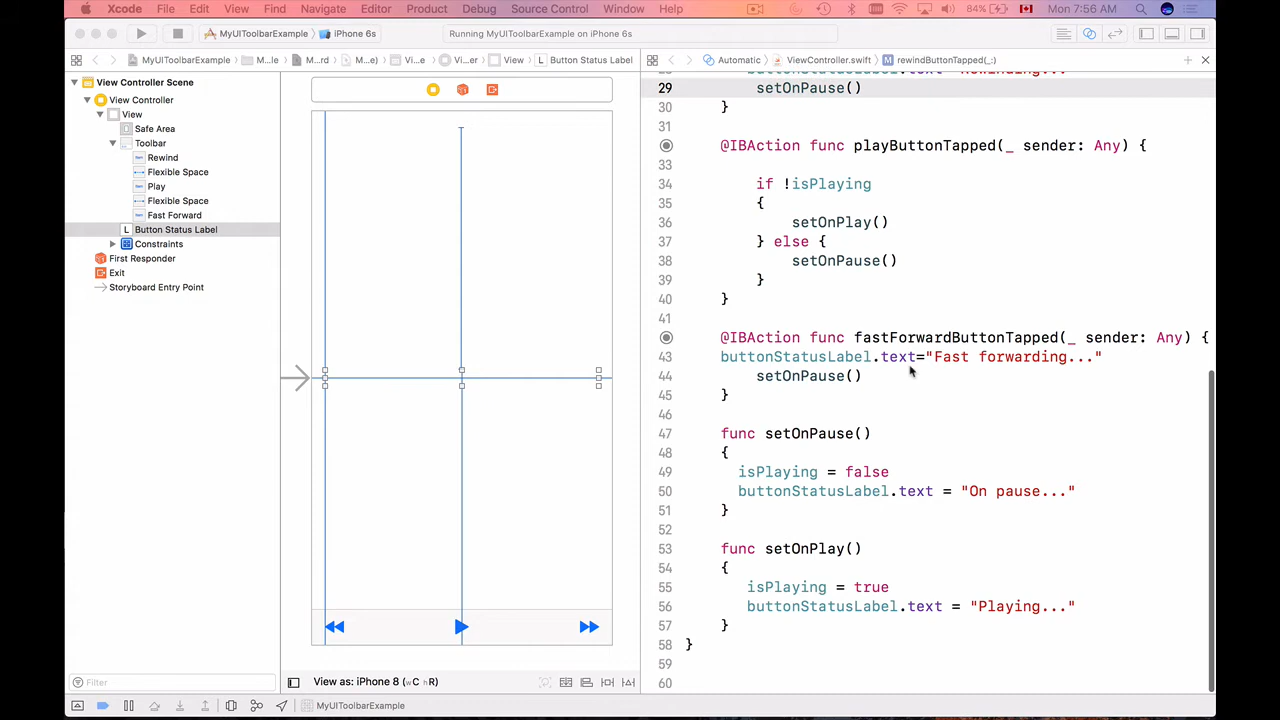 Xcode File Edit View Find Navigate Editor Product Debug Source Control Window Help 84% Mon 7:56 AM
MyUIToolbarExample iPhone 6s Running MyUIToolbarExample on iPhone 6s
MyUIToolbarExample M...le M...rd M...e) Vi...e Vi...er View L Button Status Label Automatic ViewController.swift M rewindButtonTapped(_:)
View Controller Scene
View Controller
View
Safe Area
Toolbar
Rewind
Flexible Space
Play
Flexible Space
Fast Forward
L Button Status Label
Constraints
First Responder
Exit
Storyboard Entry Point
Filter
View as: iPhone 8 (wC hR)
MyUIToolbarExample
29 setOnPause()
30 }
31
@IBAction func playButtonTapped(_ sender: Any) {
33
34 if !isPlaying
35 {
36 setOnPlay()
37 } else {
38 setOnPause()
39 }
40 }
41
@IBAction func fastForwardButtonTapped(_ sender: Any) {
43 buttonStatusLabel.text="Fast forwarding..."
44 setOnPause()
45 }
46
47 func setOnPause()
48 {
49 isPlaying = false
50 buttonStatusLabel.text = "On pause..."
51 }
52
53 func setOnPlay()
54 {
55 isPlaying = true
56 buttonStatusLabel.text = "Playing..."
57 }
58 }
59
60